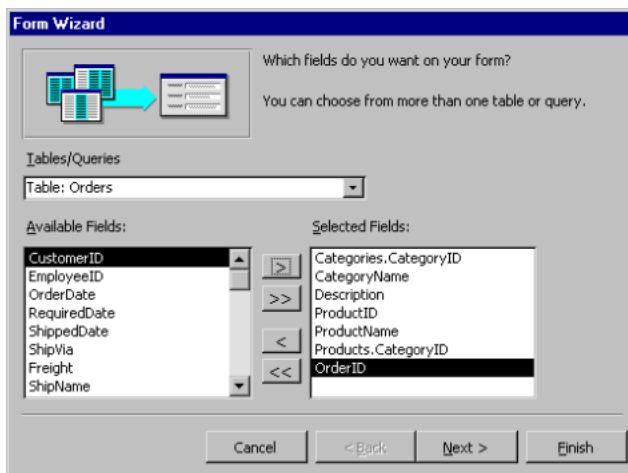 Form Wizard
Which fields do you want on your form?
You can choose from more than one table or query.
Tables/Queries
Table: Orders
Available Fields:
CustomerID
EmployeeID
OrderDate
RequiredDate
ShippedDate
ShipVia
Freight
ShipName
>
>>
<
<<
Selected Fields:
Categories.CategoryID
CategoryName
Description
ProductID
ProductName
Products.CategoryID
OrderID
Cancel
< Back
Next >
Finish